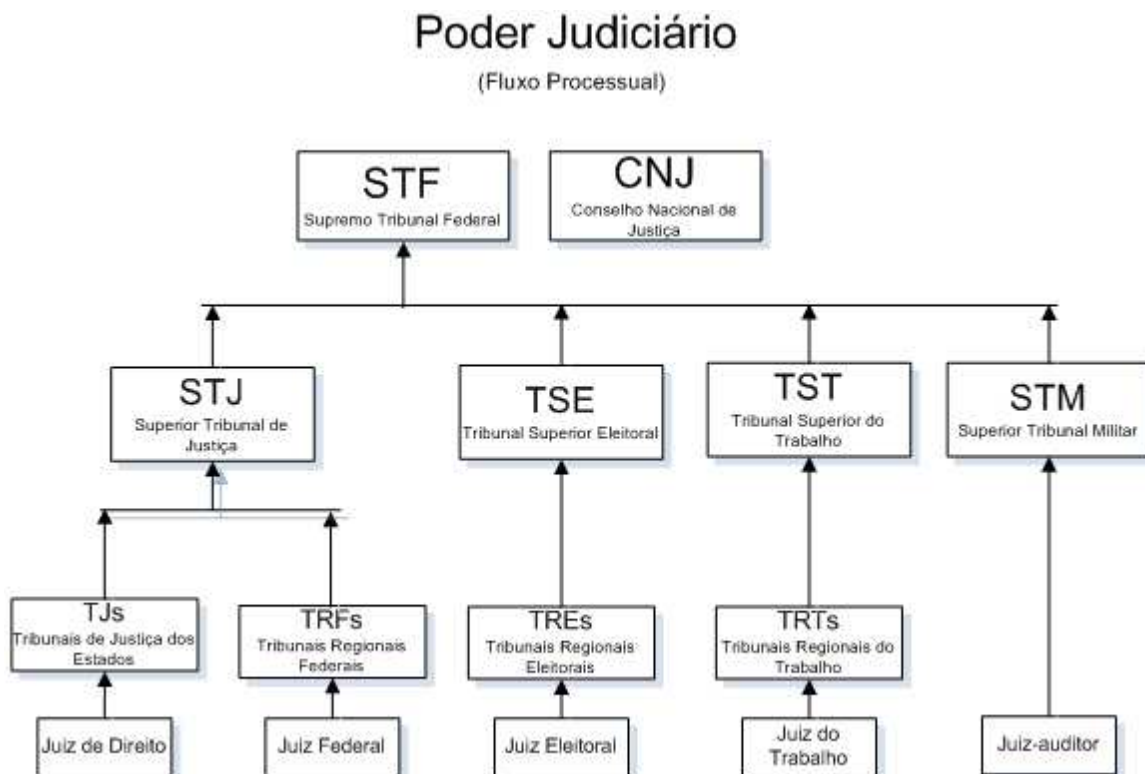 Poder Judiciário
(Fluxo Processual)
STF
Supremo Tribunal Federal
CNJ
Conselho Nacional de
Justiça
STJ
Superior Tribunal de
Justiça
TSE
Tribunal Superior Eleitoral
TST
Tribunal Superior do
Trabalho
STM
Superior Tribunal Militar
TJs
Tribunais de Justiça dos
Estados
TRFs
Tribunais Regionais
Federais
TREs
Tribunais Regionais
Eleitorais
TRTs
Tribunais Regionais do
Trabalho
Juiz de Direito
Juiz Federal
Juiz Eleitoral
Juiz do
Trabalho
Juiz-auditor